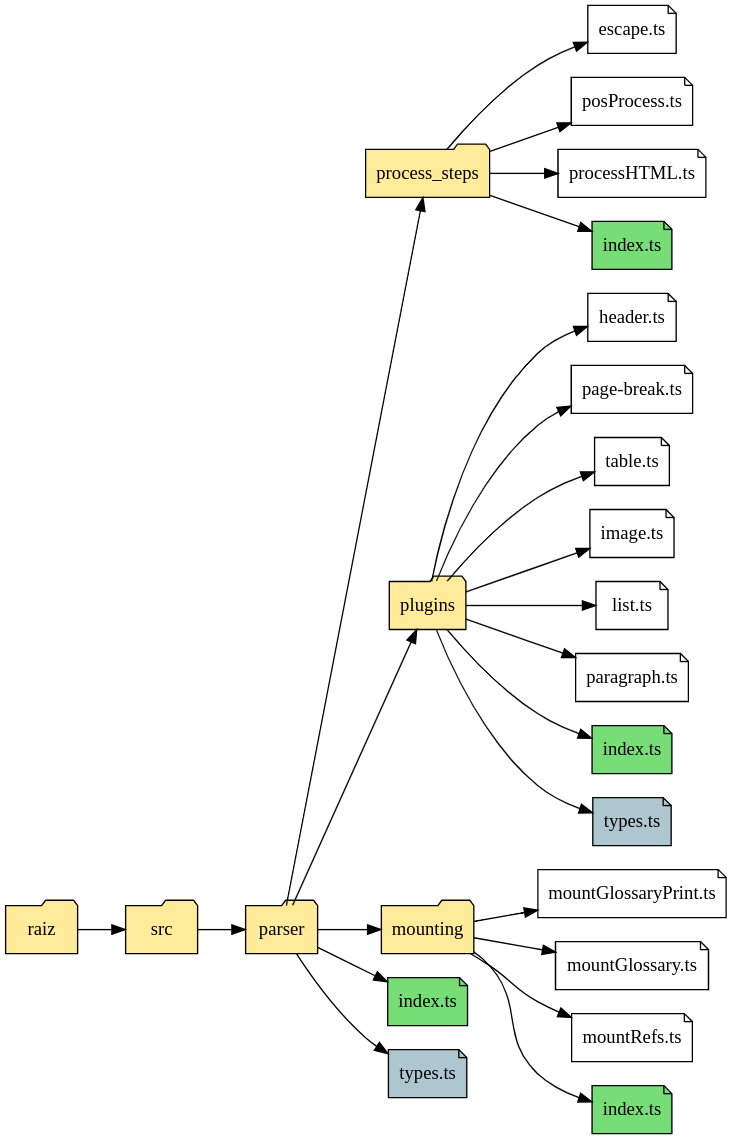 escape.ts
posProcess.ts
process_steps
processHTML.ts
index.ts
header.ts
page-break.ts
table.ts
image.ts
plugins
list.ts
paragraph.ts
index.ts
types.ts
mountGlossaryPrint.ts
raiz
src
parser
mounting
mountGlossary.ts
index.ts
mountRefs.ts
types.ts
index.ts